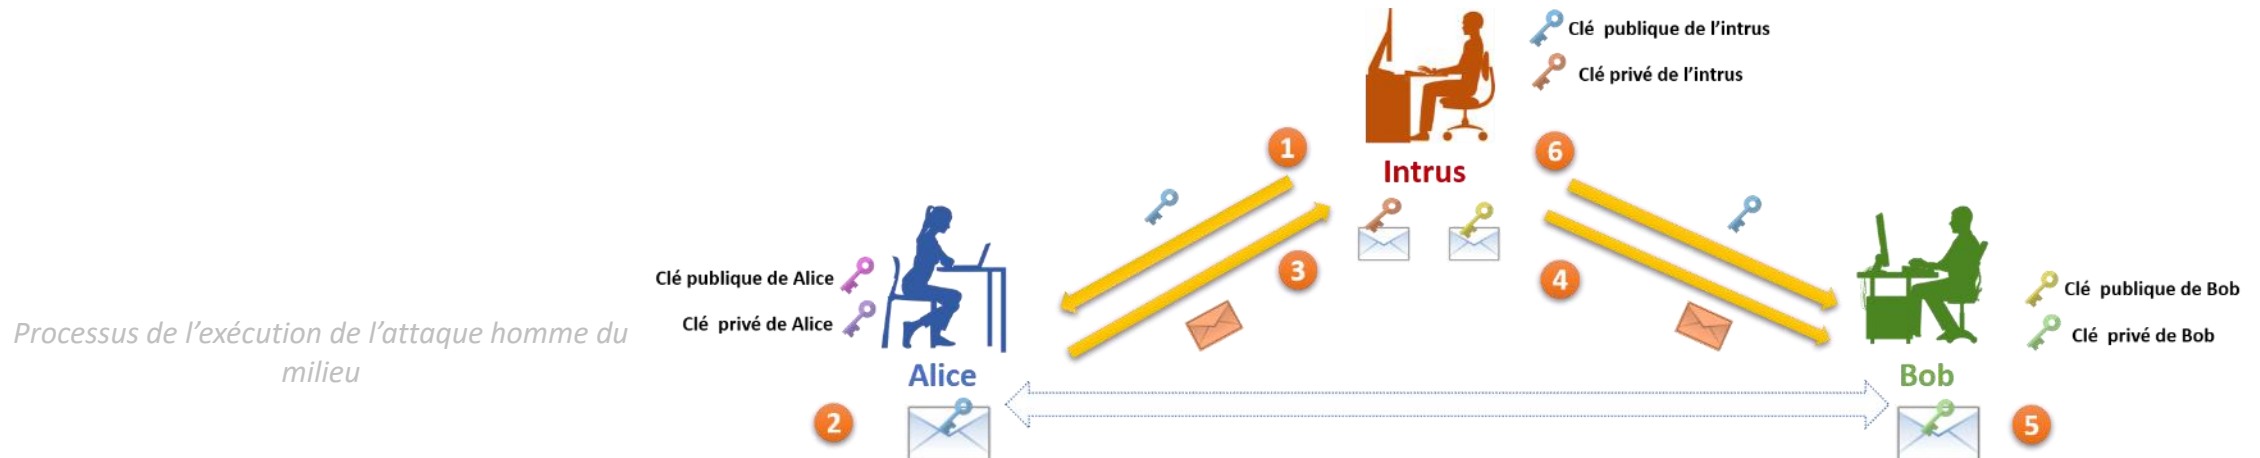 Processus de l'exécution de l'attaque homme du
milieu
Clé publique de l'intrus
Clé privé de l'intrus
1
6
Intrus
3
4
Clé publique de Alice
Clé privé de Alice
Clé publique de Bob
Clé privé de Bob
Alice
Bob
2
5